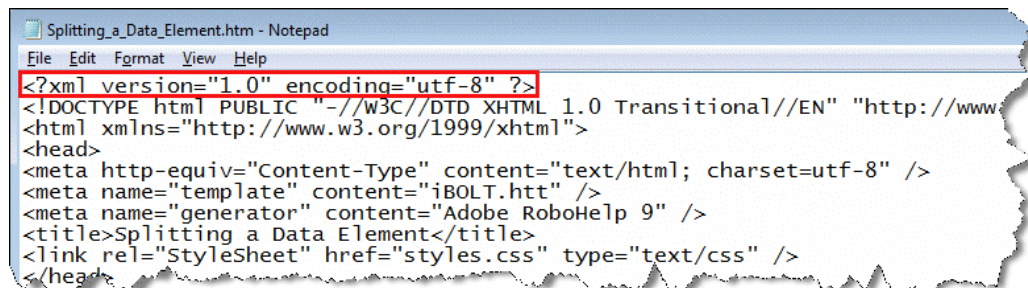 Splitting_a_Data_Element.htm - Notepad
File Edit Format View Help
<?xml version="1.0" encoding="utf-8" ?>
<!DOCTYPE html PUBLIC "-//W3C//DTD XHTML 1.0 Transitional//EN" "http://www
<html xmlns="http://www.w3.org/1999/xhtml">
<head>
<meta http-equiv="Content-Type" content="text/html; charset=utf-8" />
<meta name="template" content="iBOLT.htt" />
<meta name="generator" content="Adobe RoboHelp 9" />
<title>Splitting a Data Element</title>
<link rel="StyleSheet" href="styles.css" type="text/css" />
</head>